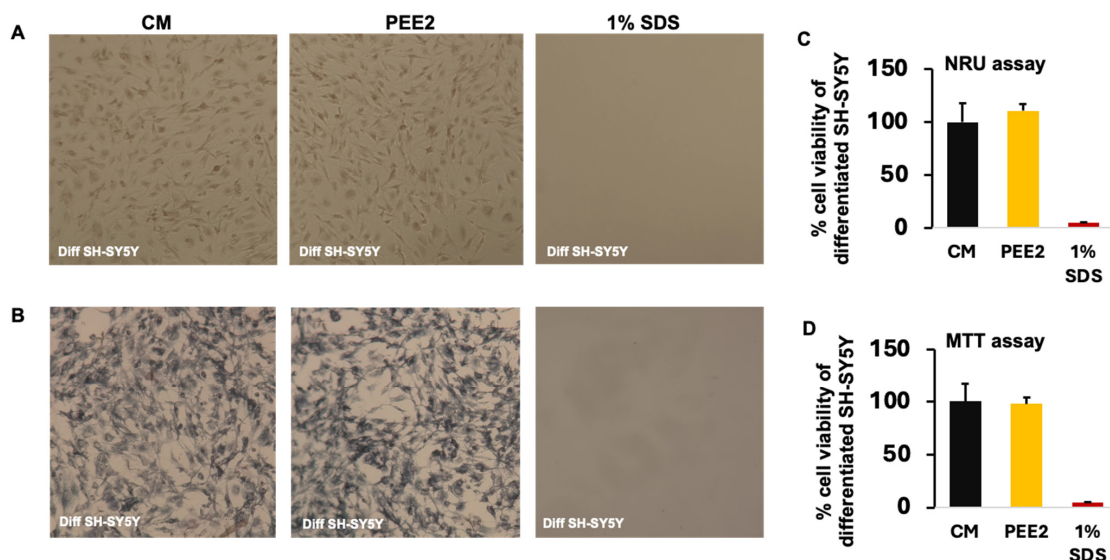 A
CM
PEE2
1% SDS
Diff SH-SY5Y
Diff SH-SY5Y
Diff SH-SY5Y
B
Diff SH-SY5Y
Diff SH-SY5Y
Diff SH-SY5Y
C
NRU assay
% cell viability of
differentiated SH-SY5Y
150
100
50
0
CM
PEE2
1%
SDS
D
MTT assay
% cell viability of
differentiated SH-SY5Y
150
100
50
0
CM
PEE2
1%
SDS